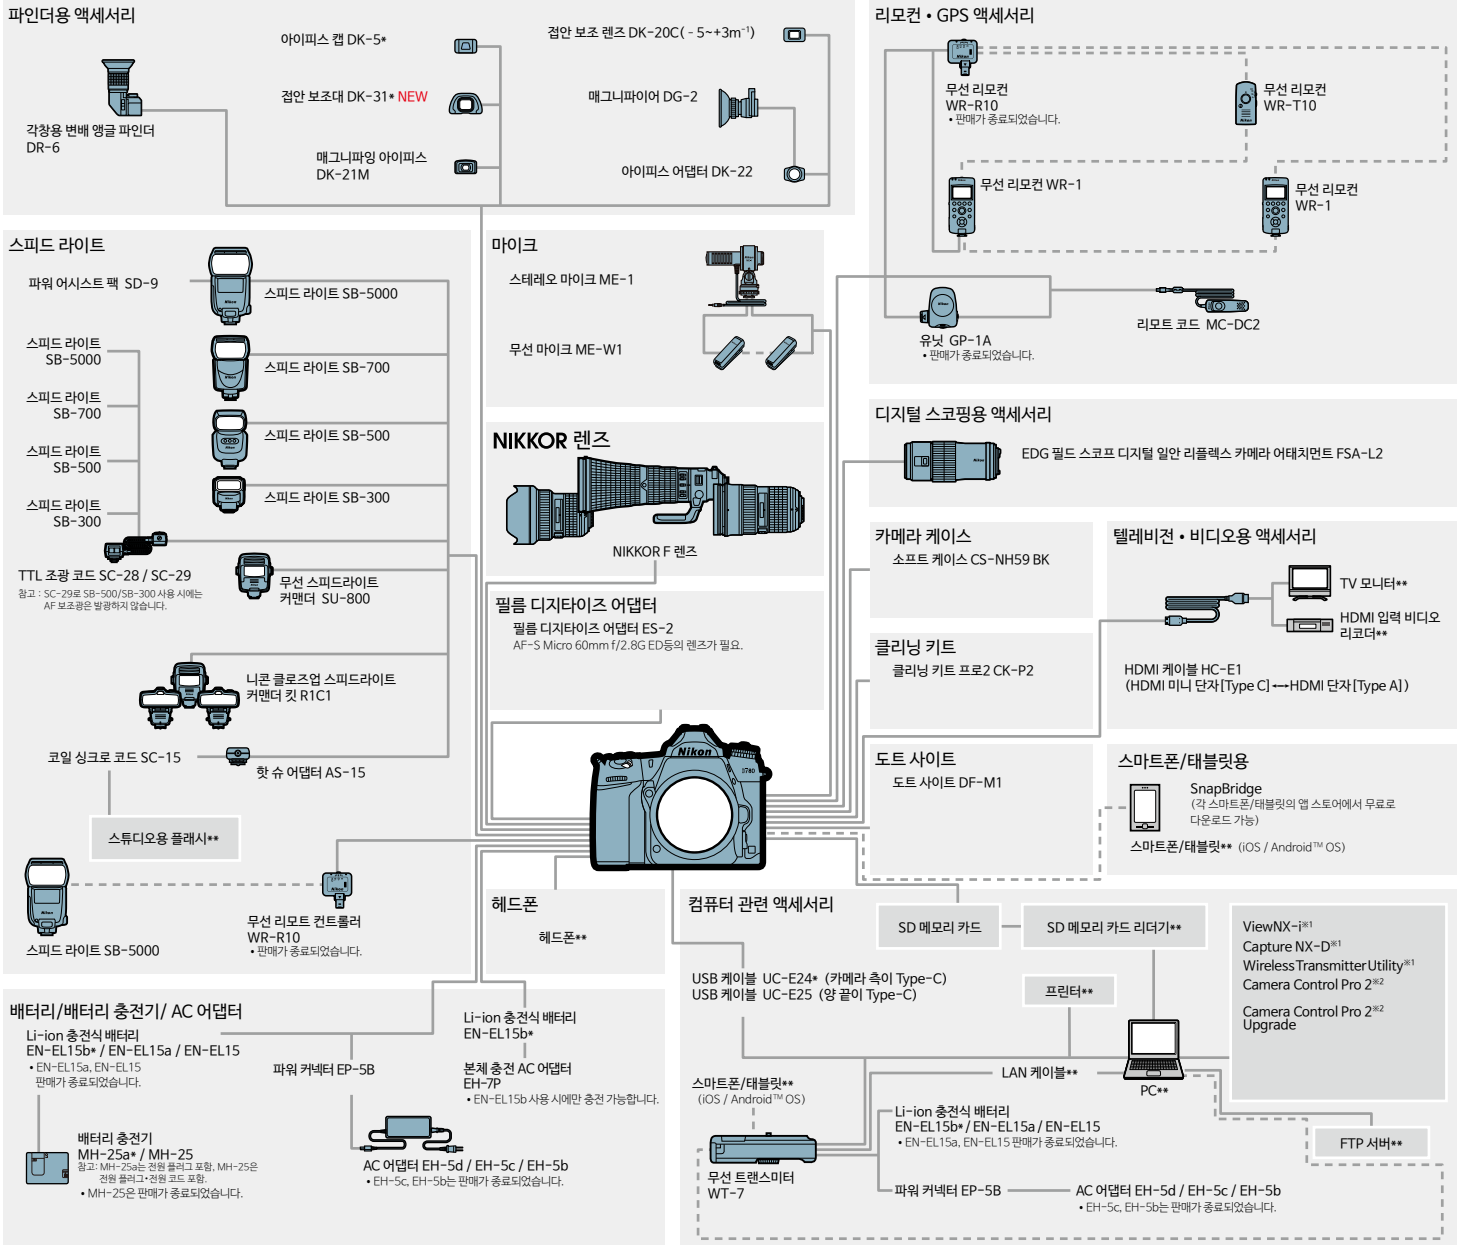 파인더용 액세서리
아이피스 캡 DK-5*
접안 보조 렌즈 DK-20C( - 5~+3m⁻¹)
접안 보조대 DK-31* NEW
매그니파이어 DG-2
각창용 변배 앵글 파인더
DR-6
매그니파잉 아이피스
DK-21M
아이피스 어댑터 DK-22
리모컨 • GPS 액세서리
무선 리모컨
WR-R10
• 판매가 종료되었습니다.
무선 리모컨
WR-T10
무선 리모컨 WR-1
무선 리모컨
WR-1
유닛 GP-1A
• 판매가 종료되었습니다.
리모트 코드 MC-DC2
스피드 라이트
파워 어시스트 팩 SD-9
스피드 라이트 SB-5000
스피드 라이트
SB-5000
스피드 라이트 SB-700
스피드 라이트
SB-700
스피드 라이트 SB-500
스피드 라이트
SB-500
스피드 라이트 SB-300
스피드 라이트
SB-300
TTL 조광 코드 SC-28 / SC-29
참고 : SC-29로 SB-500/SB-300 사용 시에는
AF 보조광은 발광하지 않습니다.
무선 스피드라이트
커맨더 SU-800
니콘 클로즈업 스피드라이트
커맨더 킷 R1C1
코일 싱크로 코드 SC-15
핫 슈 어댑터 AS-15
스튜디오용 플래시**
스피드 라이트 SB-5000
무선 리모트 컨트롤러
WR-R10
• 판매가 종료되었습니다.
마이크
스테레오 마이크 ME-1
무선 마이크 ME-W1
NIKKOR 렌즈
NIKKOR F 렌즈
필름 디지타이즈 어댑터
필름 디지타이즈 어댑터 ES-2
AF-S Micro 60mm f/2.8G ED등의 렌즈가 필요.
Nikon
D780
디지털 스코핑용 액세서리
EDG 필드 스코프 디지털 일안 리플렉스 카메라 어태치먼트 FSA-L2
카메라 케이스
소프트 케이스 CS-NH59 BK
텔레비전 • 비디오용 액세서리
TV 모니터**
HDMI 입력 비디오
리코더**
HDMI 케이블 HC-E1
(HDMI 미니 단자[Type C]⟷HDMI 단자[Type A])
클리닝 키트
클리닝 키트 프로2 CK-P2
도트 사이트
도트 사이트 DF-M1
스마트폰/태블릿용
SnapBridge
(각 스마트폰/태블릿의 앱 스토어에서 무료로
다운로드 가능)
스마트폰/태블릿** (iOS / Android™ OS)
헤드폰
헤드폰**
컴퓨터 관련 액세서리
SD 메모리 카드
SD 메모리 카드 리더기**
ViewNX-i※1
Capture NX-D※1
Wireless Transmitter Utility※1
Camera Control Pro 2※2
Camera Control Pro 2※2
Upgrade
USB 케이블 UC-E24* (카메라 측이 Type-C)
USB 케이블 UC-E25 (양 끝이 Type-C)
프린터**
LAN 케이블**
PC**
스마트폰/태블릿**
(iOS / Android™ OS)
Li-ion 충전식 배터리
EN-EL15b* / EN-EL15a / EN-EL15
• EN-EL15a, EN-EL15 판매가 종료되었습니다.
FTP 서버**
무선 트랜스미터
WT-7
파워 커넥터 EP-5B
AC 어댑터 EH-5d / EH-5c / EH-5b
• EH-5c, EH-5b는 판매가 종료되었습니다.
배터리/배터리 충전기/ AC 어댑터
Li-ion 충전식 배터리
EN-EL15b* / EN-EL15a / EN-EL15
• EN-EL15a, EN-EL15
판매가 종료되었습니다.
파워 커넥터 EP-5B
Li-ion 충전식 배터리
EN-EL15b*
본체 충전 AC 어댑터
EH-7P
• EN-EL15b 사용 시에만 충전 가능합니다.
배터리 충전기
MH-25a* / MH-25
참고: MH-25a는 전원 플러그 포함, MH-25은
전원 플러그•전원 코드 포함.
• MH-25은 판매가 종료되었습니다.
AC 어댑터 EH-5d / EH-5c / EH-5b
• EH-5c, EH-5b는 판매가 종료되었습니다.